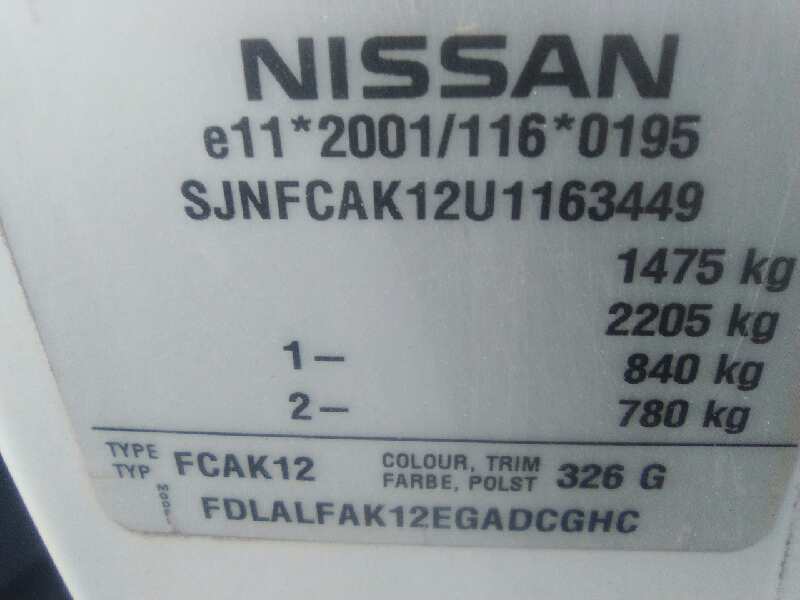 NISSAN
e11*2001/116*0195
SJNFCAK12U1163449
1475 kg
2205 kg
1– 840 kg
2– 780 kg
TYPE
TYP FCAK12 COLOUR, TRIM
FARBE, POLST 326 G
MODEL FDLALFAK12EGADCGHC